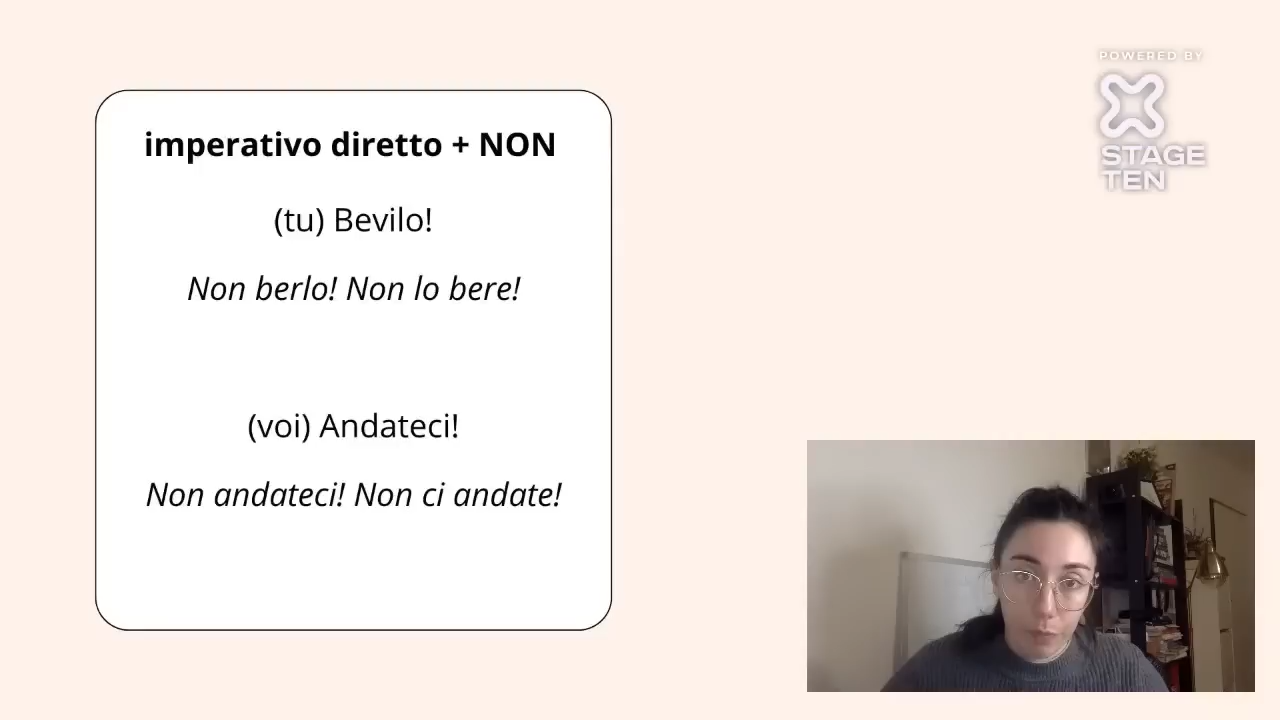 imperativo diretto + NON
(tu) Bevilo!
Non berlo! Non lo bere!
(voi) Andateci!
Non andateci! Non ci andate!
POWERED BY
STAGE
TEN